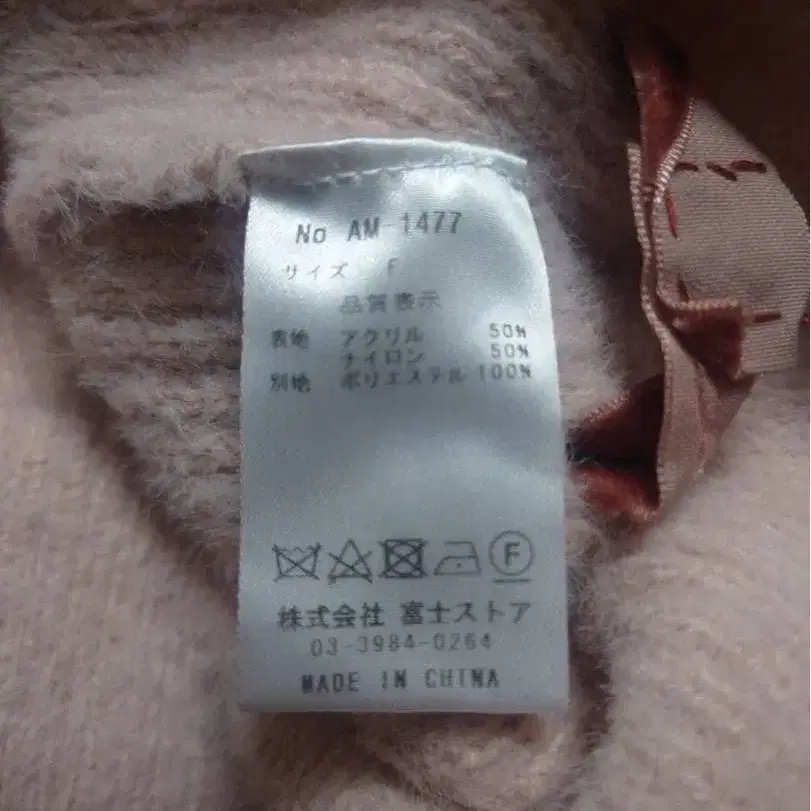 No AM-1477
サイズ F
品質表示
表地 アクリル 50%
ナイロン 50%
別地 ポリエステル 100%
F
株式会社 富士ストア
03-3984-0264
MADE IN CHINA